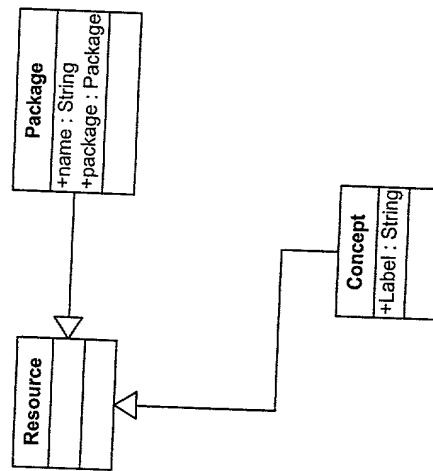 Package
+name : String
+package : Package
Resource
Concept
+Label : String